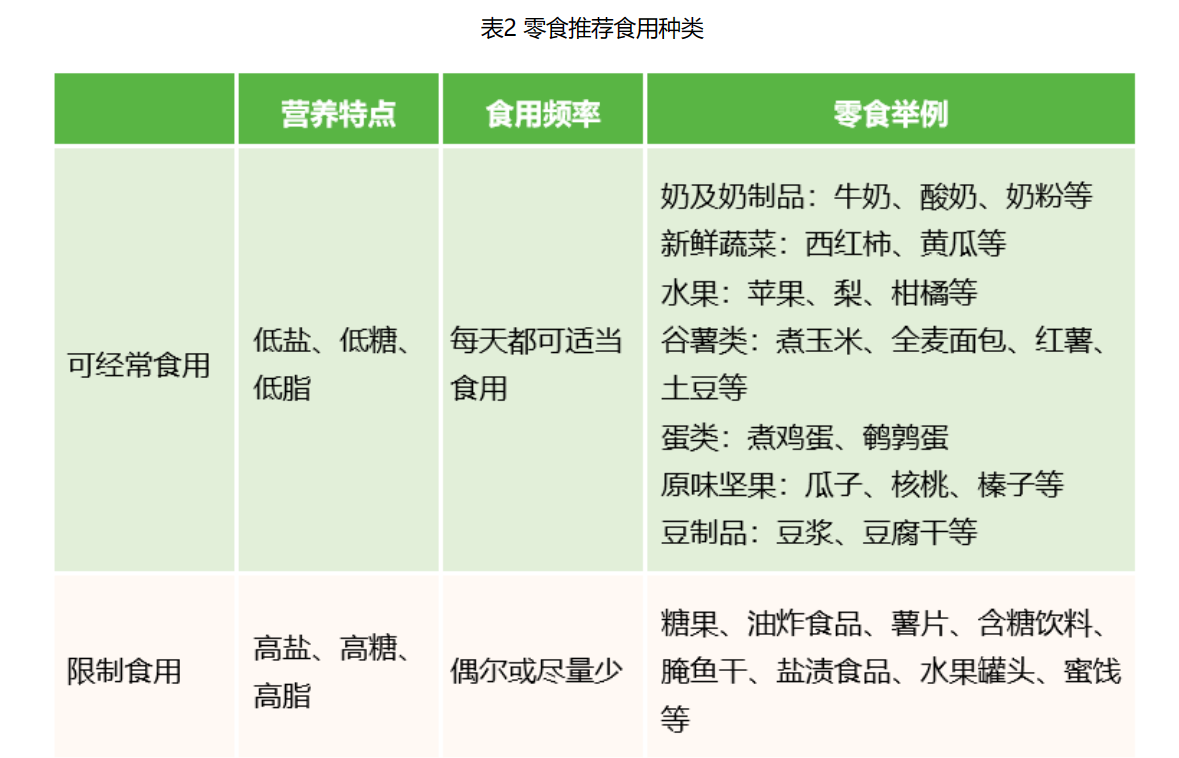 表2 零食推荐食用种类
营养特点
食用频率
零食举例
可经常食用
低盐、低糖、
低脂
每天都可适当
食用
奶及奶制品：牛奶、酸奶、奶粉等
新鲜蔬菜：西红柿、黄瓜等
水果：苹果、梨、柑橘等
谷薯类：煮玉米、全麦面包、红薯、
土豆等
蛋类：煮鸡蛋、鹌鹑蛋
原味坚果：瓜子、核桃、榛子等
豆制品：豆浆、豆腐干等
限制食用
高盐、高糖、
高脂
偶尔或尽量少
糖果、油炸食品、薯片、含糖饮料、
腌鱼干、盐渍食品、水果罐头、蜜饯
等